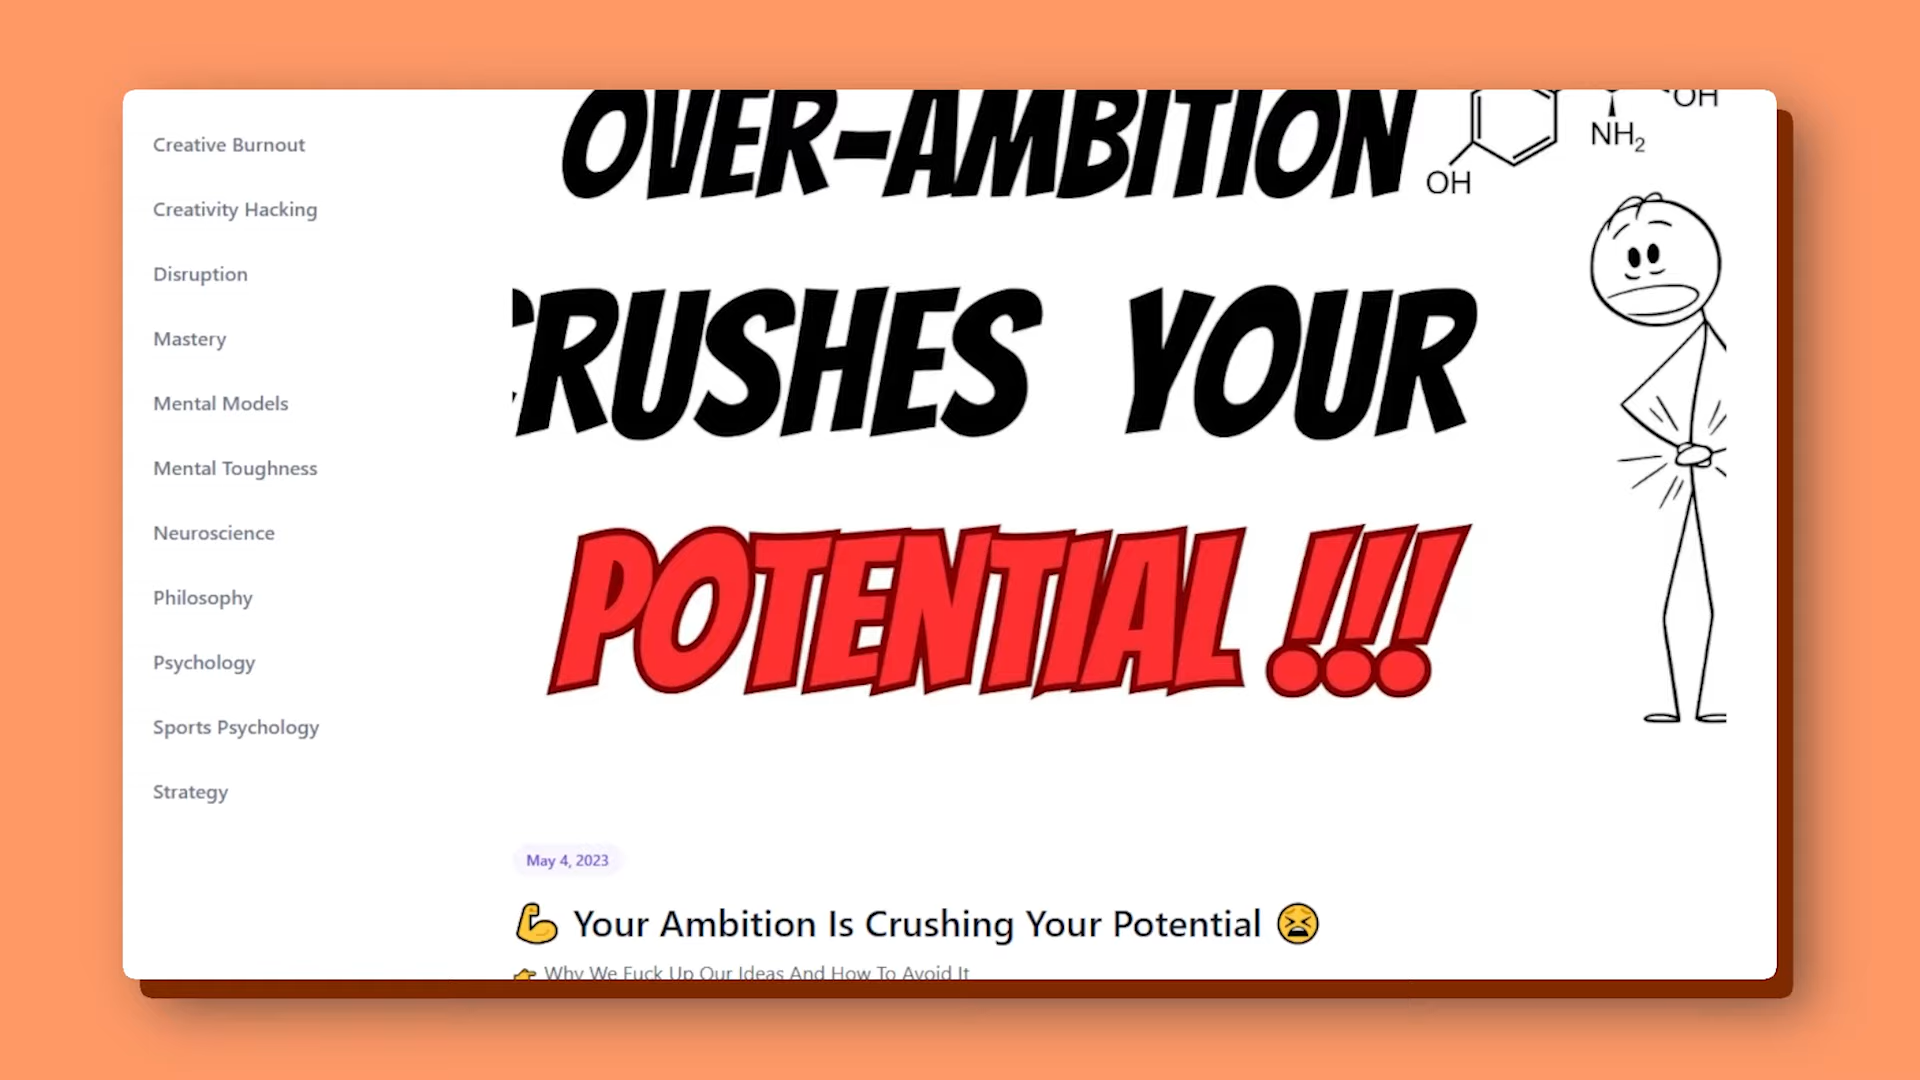 Creative Burnout
Creativity Hacking
Disruption
Mastery
Mental Models
Mental Toughness
Neuroscience
Philosophy
Psychology
Sports Psychology
Strategy
OVER-AMBITION
CRUSHES YOUR
POTENTIAL !!!
OH
NH2
OH
May 4, 2023
💪 Your Ambition Is Crushing Your Potential 😫
👉 Why We Fuck Up Our Ideas And How To Avoid It